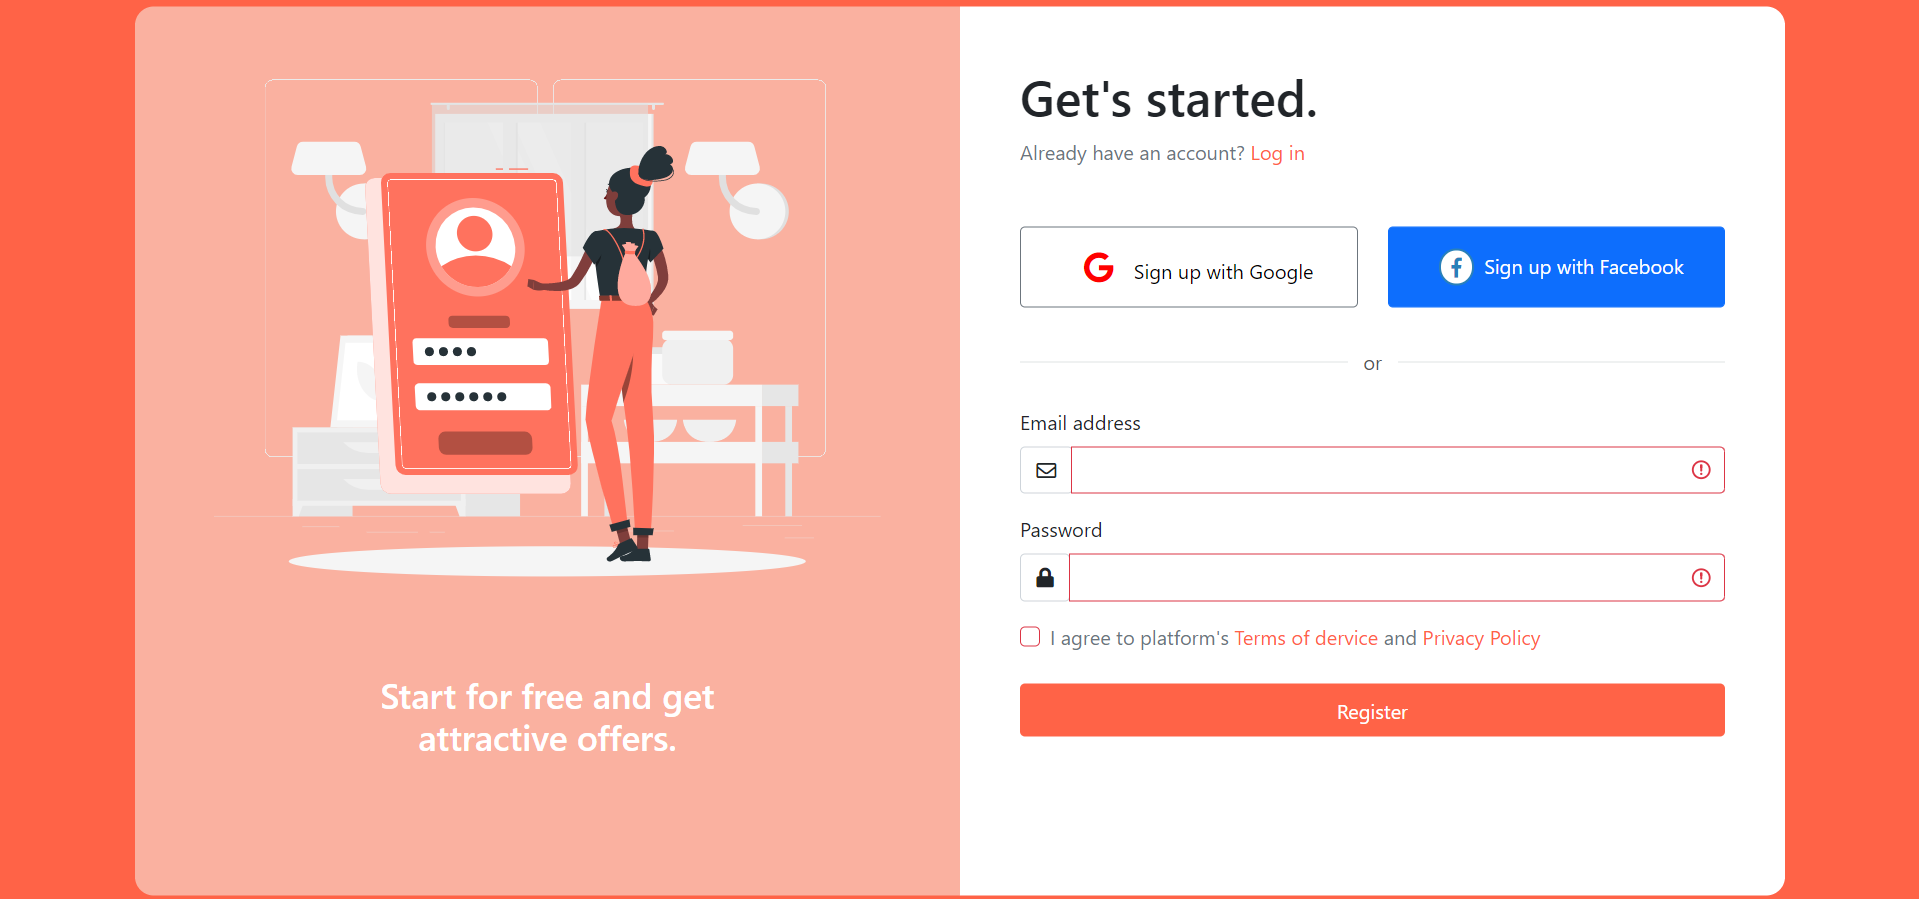 Get's started.
Already have an account? Log in
Sign up with Google
Sign up with Facebook
or
Email address
Password
I agree to platform's Terms of dervice and Privacy Policy
Register
Start for free and get
attractive offers.